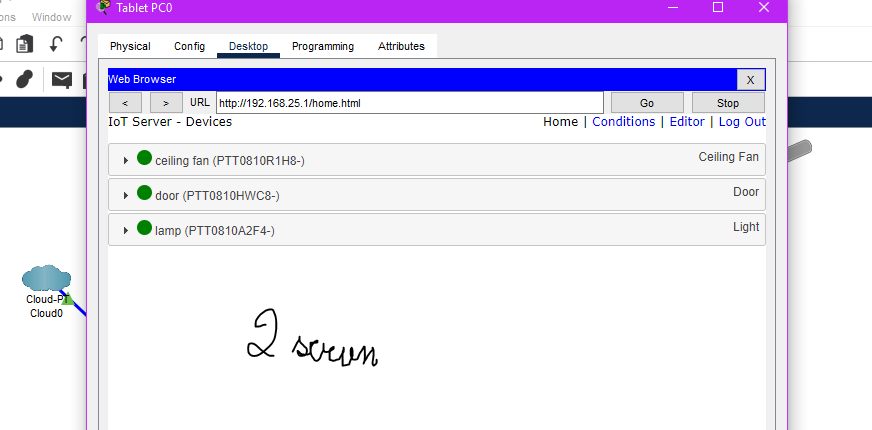 Tablet PC0
ons Window
Physical Config Desktop Programming Attributes
Web Browser X
< > URL http://192.168.25.1/home.html Go Stop
IoT Server - Devices Home | Conditions | Editor | Log Out
ceiling fan (PTT0810R1H8-) Ceiling Fan
door (PTT0810HWC8-) Door
lamp (PTT0810A2F4-) Light
Cloud-PT
Cloud0
2